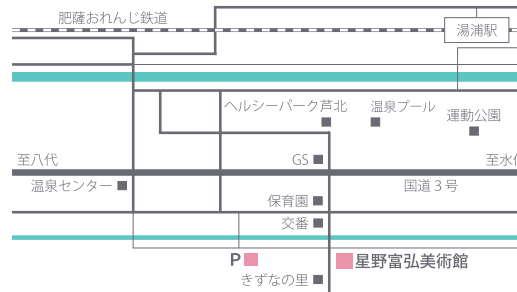 肥薩おれんじ鉄道
湯浦駅
ヘルシーパーク芦北
温泉プール
運動公園
至八代
GS
至水俣
温泉センター
国道３号
保育園
交番
P
星野富弘美術館
きずなの里